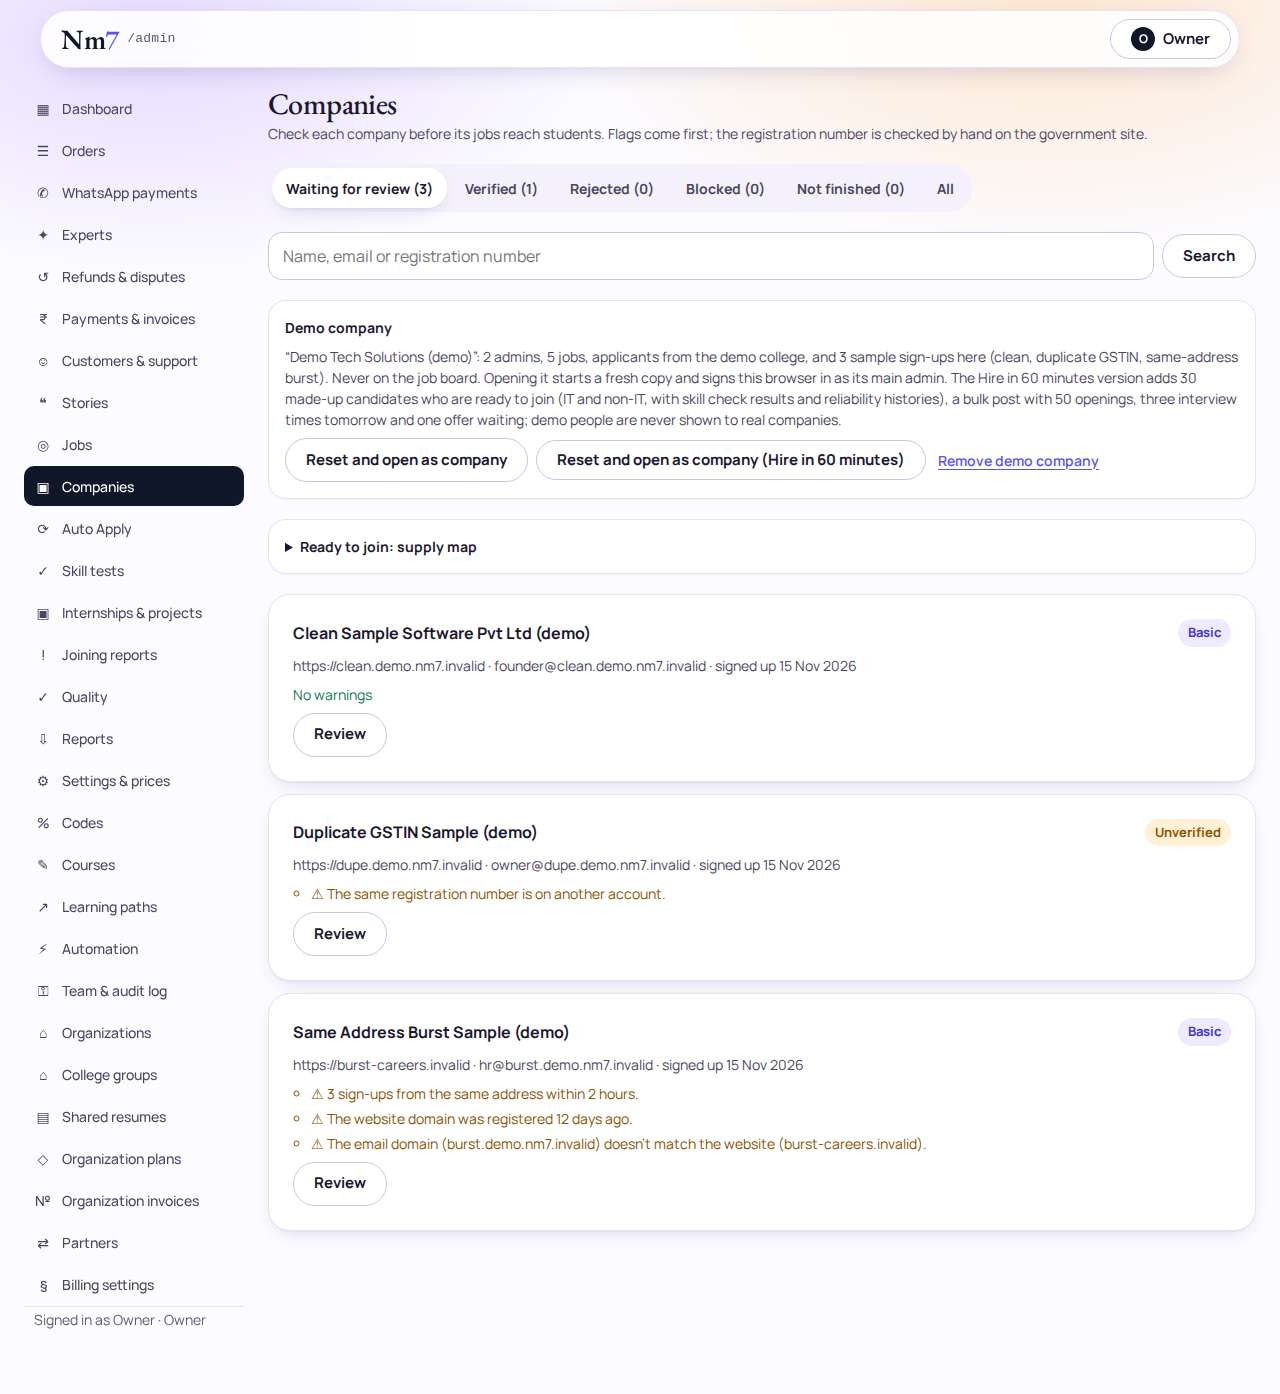 Nm7 /admin
O Owner
Dashboard
Orders
WhatsApp payments
Experts
Refunds & disputes
₹ Payments & invoices
Customers & support
Stories
Jobs
Companies
Auto Apply
Skill tests
Internships & projects
! Joining reports
Quality
Reports
Settings & prices
% Codes
Courses
Learning paths
Automation
Team & audit log
Organizations
College groups
Shared resumes
Organization plans
№ Organization invoices
Partners
§ Billing settings
Signed in as Owner · Owner
Companies
Check each company before its jobs reach students. Flags come first; the registration number is checked by hand on the government site.
Waiting for review (3) Verified (1) Rejected (0) Blocked (0) Not finished (0) All
Name, email or registration number Search
Demo company
“Demo Tech Solutions (demo)”: 2 admins, 5 jobs, applicants from the demo college, and 3 sample sign-ups here (clean, duplicate GSTIN, same-address
burst). Never on the job board. Opening it starts a fresh copy and signs this browser in as its main admin. The Hire in 60 minutes version adds 30
made-up candidates who are ready to join (IT and non-IT, with skill check results and reliability histories), a bulk post with 50 openings, three interview
times tomorrow and one offer waiting; demo people are never shown to real companies.
Reset and open as company Reset and open as company (Hire in 60 minutes) Remove demo company
▶ Ready to join: supply map
Clean Sample Software Pvt Ltd (demo) Basic
https://clean.demo.nm7.invalid · founder@clean.demo.nm7.invalid · signed up 15 Nov 2026
No warnings
Review
Duplicate GSTIN Sample (demo) Unverified
https://dupe.demo.nm7.invalid · owner@dupe.demo.nm7.invalid · signed up 15 Nov 2026
⚠ The same registration number is on another account.
Review
Same Address Burst Sample (demo) Basic
https://burst-careers.invalid · hr@burst.demo.nm7.invalid · signed up 15 Nov 2026
⚠ 3 sign-ups from the same address within 2 hours.
⚠ The website domain was registered 12 days ago.
⚠ The email domain (burst.demo.nm7.invalid) doesn't match the website (burst-careers.invalid).
Review